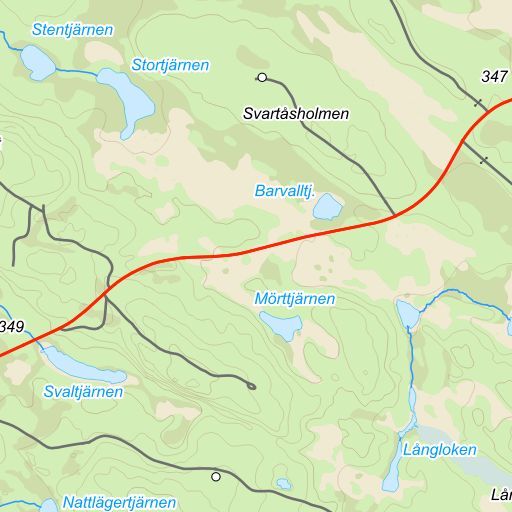 Stentjärnen
Stortjärnen
347
Svartåsholmen
Barvalltj.
Mörttjärnen
349
Svaltjärnen
Långloken
Nattlägertjärnen